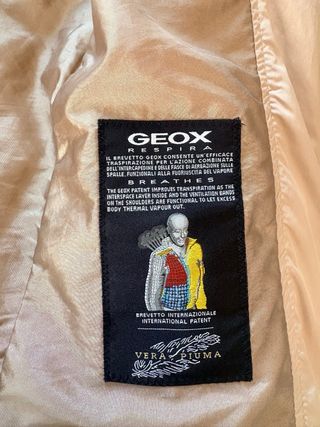 GEOX
RESPIRA
IL BREVETTO GEOX CONSENTE UN'EFFICACE
TRASPIRAZIONE PER L'AZIONE COMBINATA
DELL'INTERCAPEDINE E DELLE FASCE DI AERAZIONE SULLE
SPALLE, FUNZIONALI ALLA FUORIUSCITA DEL VAPORE
BREATHES
THE GEOX PATENT IMPROVES TRANSPIRATION AS THE
INTERSPACE LAYER INSIDE AND THE VENTILATION BANDS
ON THE SHOULDERS ARE FUNCTIONAL TO LET EXCESS
BODY THERMAL VAPOUR OUT.
BREVETTO INTERNAZIONALE
INTERNATIONAL PATENT
VERA PIUMA